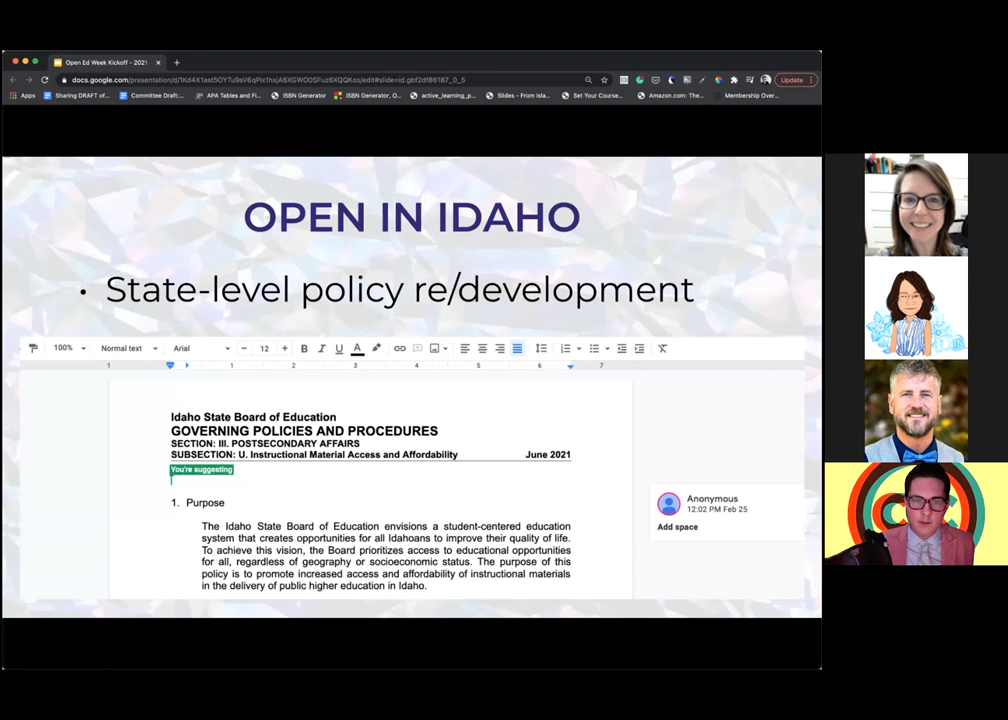 Open Ed Week Kickoff - 2021
docs.google.com/presentation/d/1Kd4X1ast5OYTu9sV6qPix1hxjA6XGWO0SFuz6XQQKos/edit#slide=id.gbf2df86187_0_5
Update
Apps
Sharing DRAFT of...
Committee Draft:...
APA Tables and Fi...
ISBN Generator
ISBN Generator, O...
active_learning_p...
Slides - From Isla...
Set Your Course...
Amazon.com: The...
Membership Over...
OPEN IN IDAHO
• State-level policy re/development
100% Normal text Arial 12
1 1 2 3 4 5 6 7
Idaho State Board of Education
GOVERNING POLICIES AND PROCEDURES
SECTION: III. POSTSECONDARY AFFAIRS
SUBSECTION: U. Instructional Material Access and Affordability June 2021
You're suggesting
1. Purpose
The Idaho State Board of Education envisions a student-centered education
system that creates opportunities for all Idahoans to improve their quality of life.
To achieve this vision, the Board prioritizes access to educational opportunities
for all, regardless of geography or socioeconomic status. The purpose of this
policy is to promote increased access and affordability of instructional materials
in the delivery of public higher education in Idaho.
Anonymous
12:02 PM Feb 25
Add space